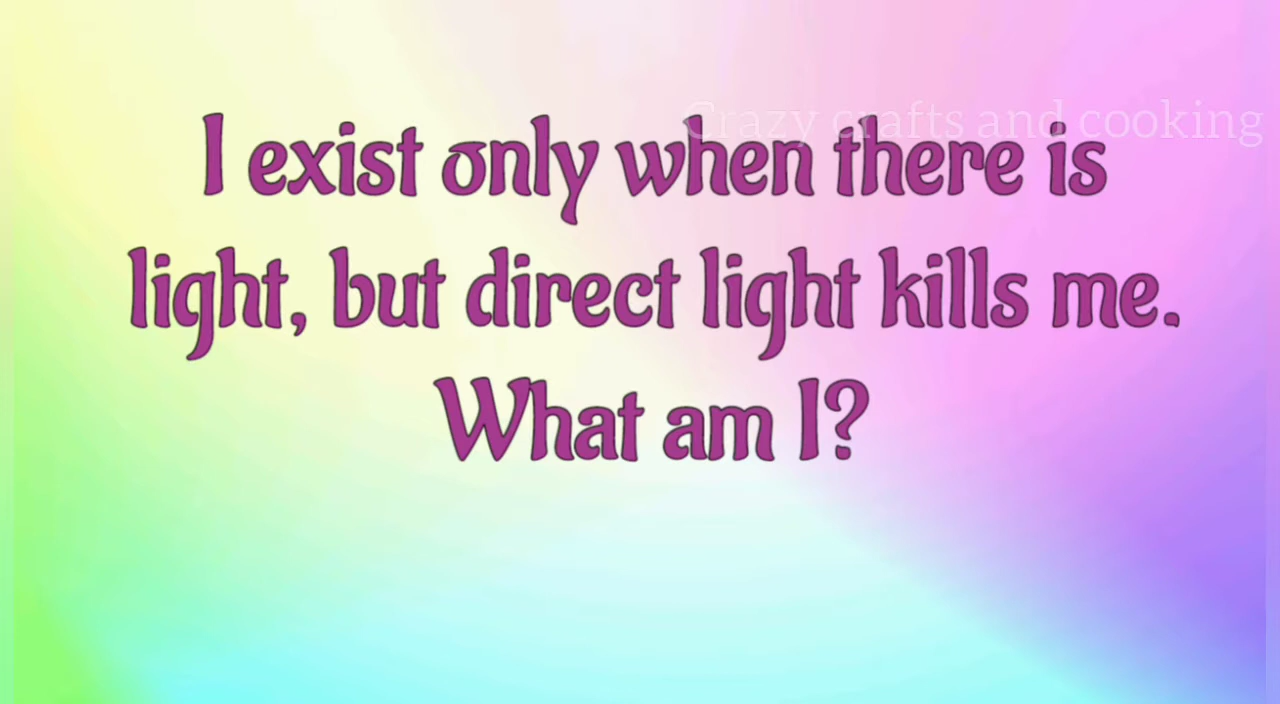 Crazy crafts and cooking
I exist only when there is
light, but direct light kills me.
What am I?